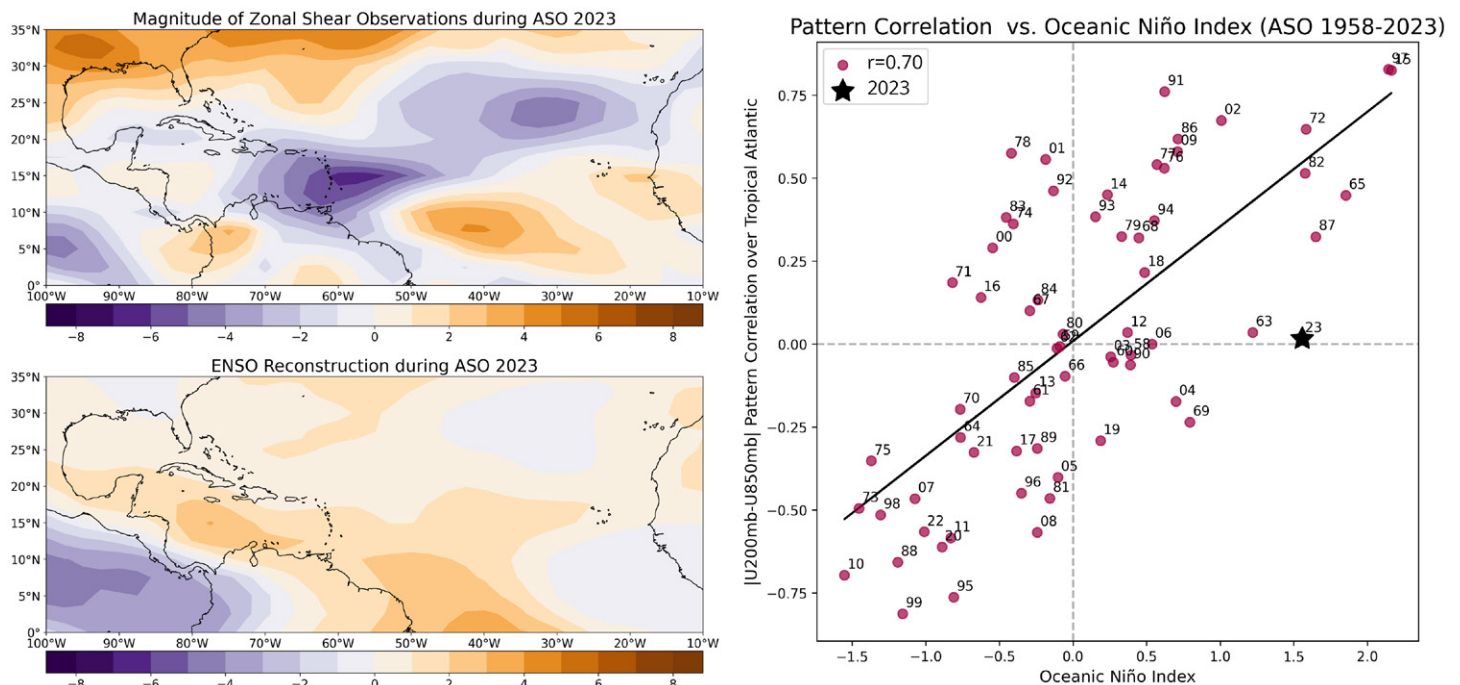 Magnitude of Zonal Shear Observations during ASO 2023
35°N
30°N
25°N
20°N
15°N
10°N
5°N
0°
100°W 90°W 80°W 70°W 60°W 50°W 40°W 30°W 20°W 10°W
−8 −6 −4 −2 0 2 4 6 8
ENSO Reconstruction during ASO 2023
35°N
30°N
25°N
20°N
15°N
10°N
5°N
0°
100°W 90°W 80°W 70°W 60°W 50°W 40°W 30°W 20°W 10°W
−8 −6 −4 −2 0 2 4 6 8
Pattern Correlation vs. Oceanic Niño Index (ASO 1958-2023)
r=0.70
2023
|U200mb-U850mb| Pattern Correlation over Tropical Atlantic
0.75
0.50
0.25
0.00
−0.25
−0.50
−0.75
15
91
02
72
86
09
78
01
77
76
82
92
14
65
83
74
93
94
79
68
87
00
18
71
16
84
67
80
12
06
63
23
03
58
60
90
85
66
13
61
70
04
69
64
19
21
17
89
75
05
96
81
73
07
98
22
11
20
08
88
10
95
99
−1.5 −1.0 −0.5 0.0 0.5 1.0 1.5 2.0
Oceanic Niño Index